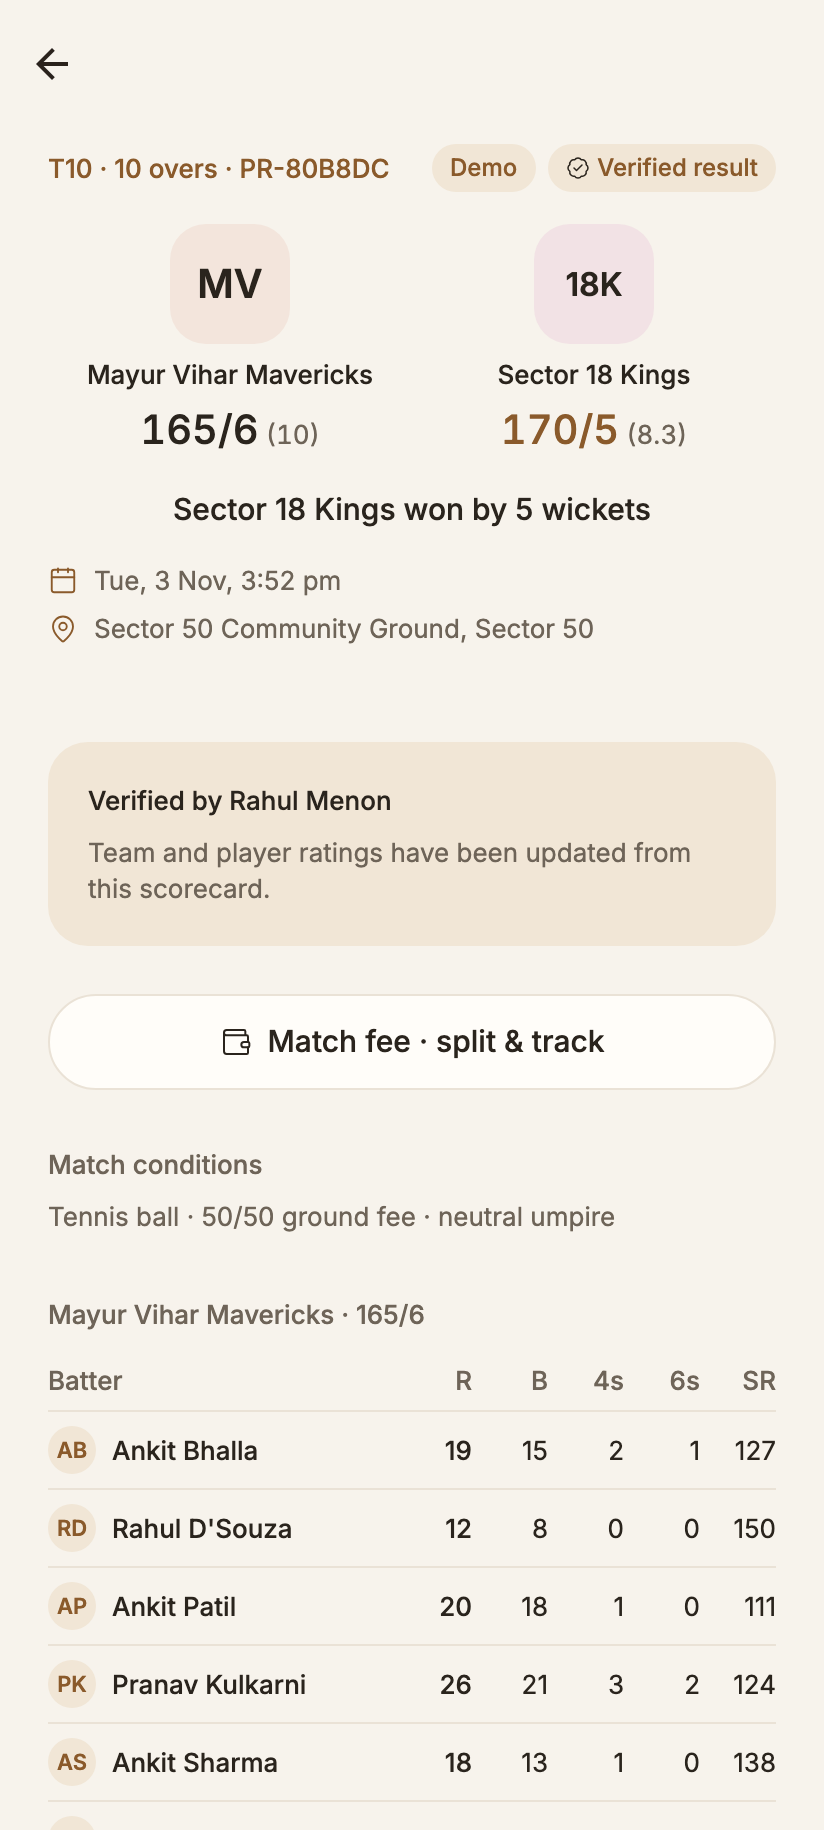 T10 · 10 overs · PR-80B8DC
Demo
Verified result
MV
18K
Mayur Vihar Mavericks
Sector 18 Kings
165/6 (10)
170/5 (8.3)
Sector 18 Kings won by 5 wickets
Tue, 3 Nov, 3:52 pm
Sector 50 Community Ground, Sector 50
Verified by Rahul Menon
Team and player ratings have been updated from
this scorecard.
Match fee · split & track
Match conditions
Tennis ball · 50/50 ground fee · neutral umpire
Mayur Vihar Mavericks · 165/6
Batter R B 4s 6s SR
AB Ankit Bhalla 19 15 2 1 127
RD Rahul D'Souza 12 8 0 0 150
AP Ankit Patil 20 18 1 0 111
PK Pranav Kulkarni 26 21 3 2 124
AS Ankit Sharma 18 13 1 0 138